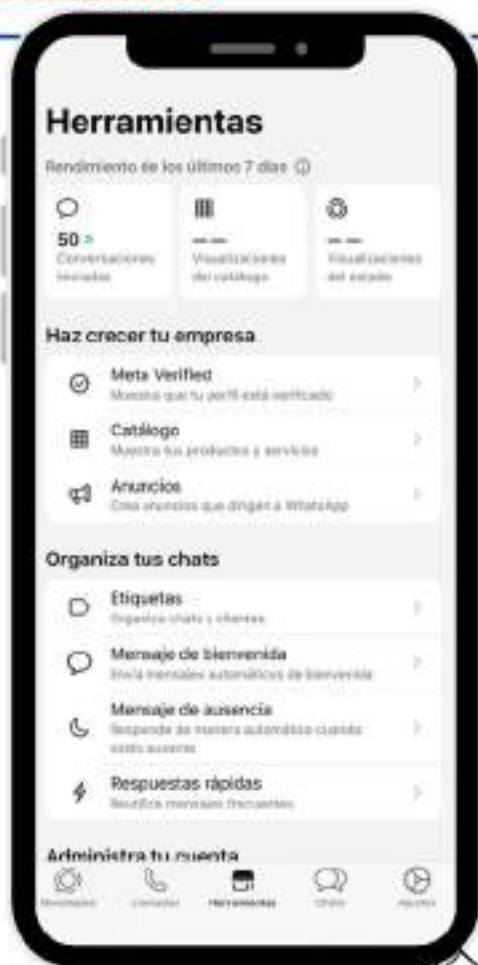 Herramientas
Rendimiento de los últimos 7 días
50
Conversaciones
iniciadas
Visualizaciones
del catálogo
Visualizaciones
del estado
Haz crecer tu empresa
Meta Verified
Muestra que tu perfil está verificado
Catálogo
Muestra tus productos y servicios
Anuncios
Crea anuncios que dirigen a WhatsApp
Organiza tus chats
Etiquetas
Organiza chats y clientes
Mensaje de bienvenida
Envía mensajes automáticos de bienvenida
Mensaje de ausencia
Responde de manera automática cuando
estés ausente
Respuestas rápidas
Reutiliza mensajes frecuentes
Administra tu cuenta
Novedades Llamadas Herramientas Chats Ajustes